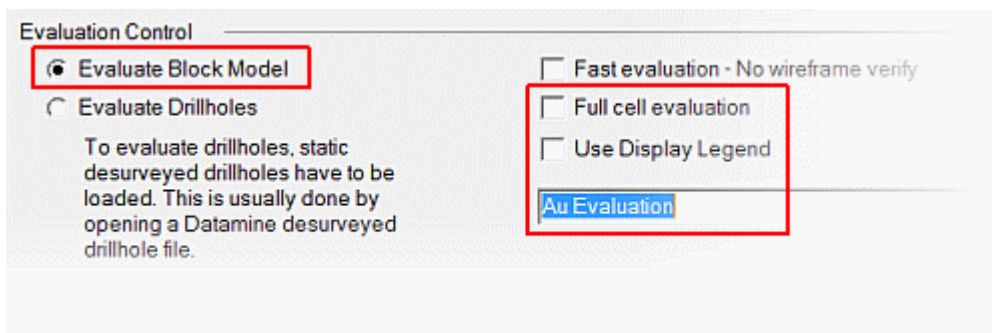 Evaluation Control
Evaluate Block Model
Fast evaluation - No wireframe verify
Evaluate Drillholes
Full cell evaluation
To evaluate drillholes, static
Use Display Legend
desurveyed drillholes have to be
loaded. This is usually done by
Au Evaluation
opening a Datamine desurveyed
drillhole file.